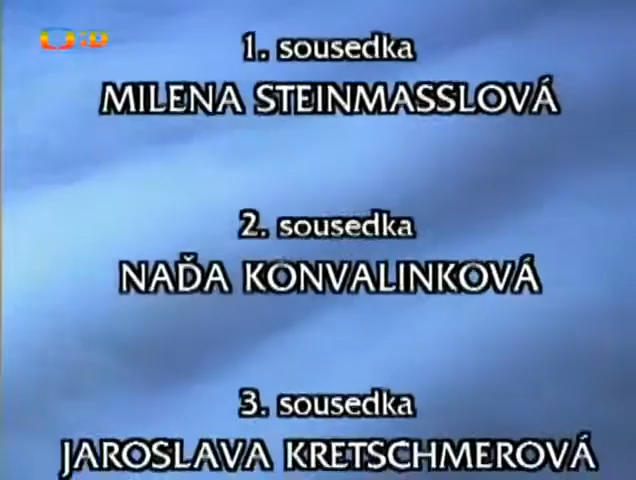 1. sousedka
MILENA STEINMASSLOVÁ
2. sousedka
NAĎA KONVALINKOVÁ
3. sousedka
JAROSLAVA KRETSCHMEROVÁ